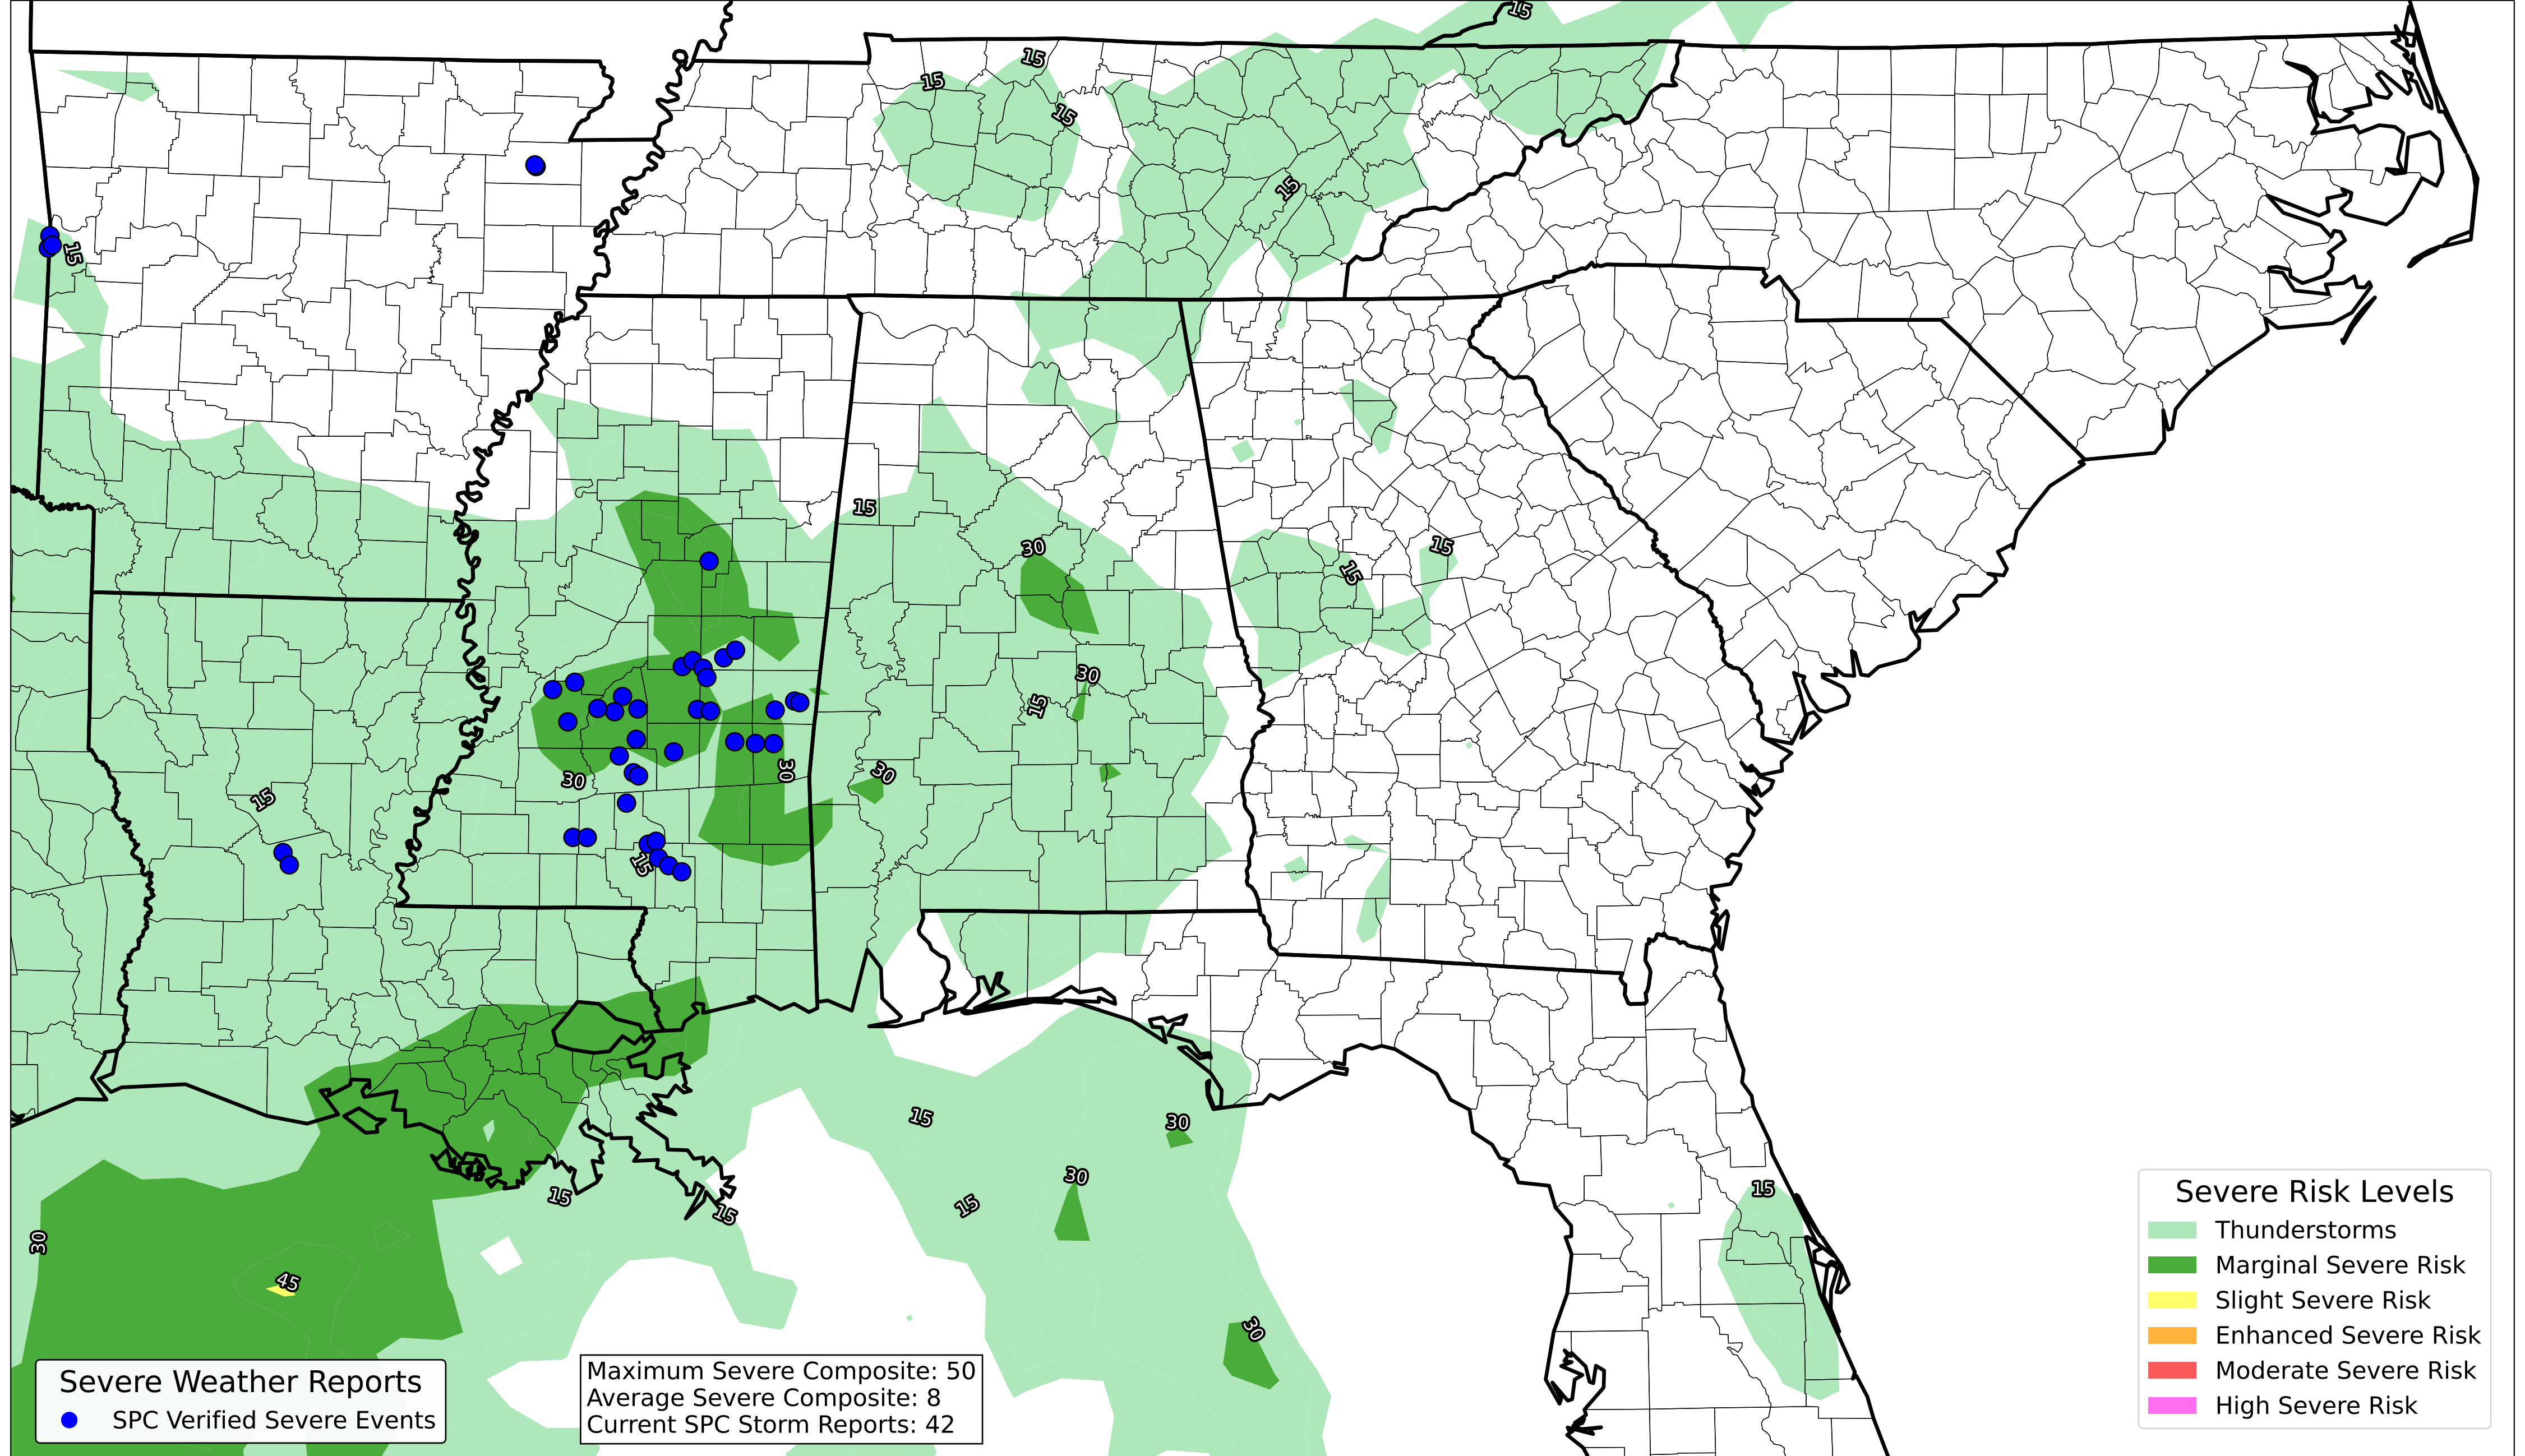 15
15
15
15
15
15
15
30
15
15
30
15
30
30
30
15
15
15
30
30
15
15
15
15
30
45
30
Severe Risk Levels
Thunderstorms
Marginal Severe Risk
Slight Severe Risk
Enhanced Severe Risk
Moderate Severe Risk
High Severe Risk
Severe Weather Reports
SPC Verified Severe Events
Maximum Severe Composite: 50
Average Severe Composite: 8
Current SPC Storm Reports: 42